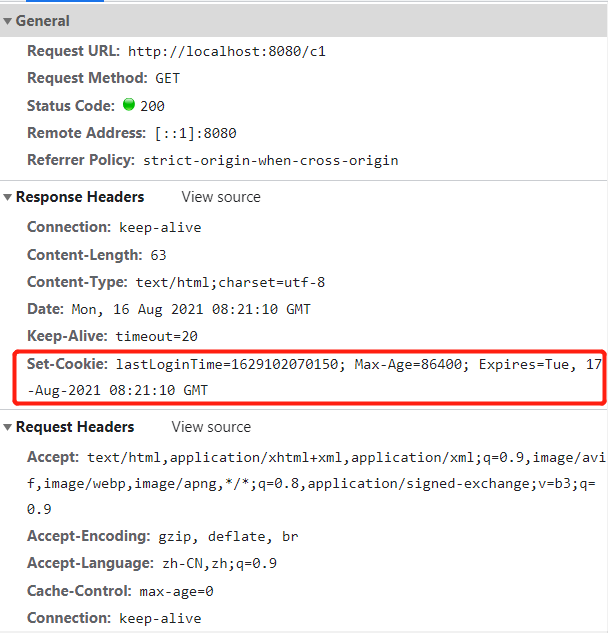 General
Request URL: http://localhost:8080/c1
Request Method: GET
Status Code: 200
Remote Address: [::1]:8080
Referrer Policy: strict-origin-when-cross-origin
Response Headers View source
Connection: keep-alive
Content-Length: 63
Content-Type: text/html;charset=utf-8
Date: Mon, 16 Aug 2021 08:21:10 GMT
Keep-Alive: timeout=20
Set-Cookie: lastLoginTime=1629102070150; Max-Age=86400; Expires=Tue, 17
-Aug-2021 08:21:10 GMT
Request Headers View source
Accept: text/html,application/xhtml+xml,application/xml;q=0.9,image/avi
f,image/webp,image/apng,*/*;q=0.8,application/signed-exchange;v=b3;q=
0.9
Accept-Encoding: gzip, deflate, br
Accept-Language: zh-CN,zh;q=0.9
Cache-Control: max-age=0
Connection: keep-alive